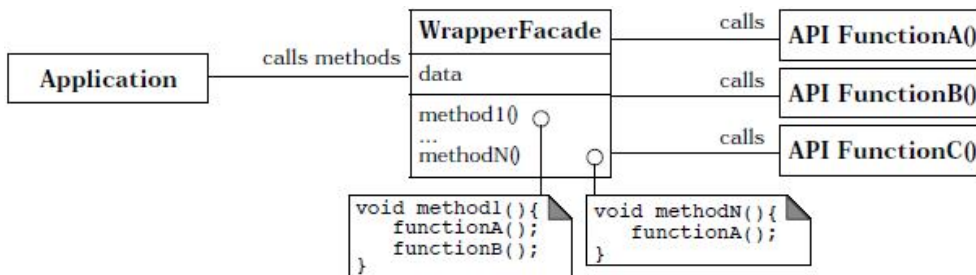 WrapperFacade
calls
API FunctionA()
calls methods
Application
data
calls
API FunctionB()
method1()
...
methodN()
calls
API FunctionC()
void method1(){
functionA();
functionB();
}
void methodN(){
functionA();
}